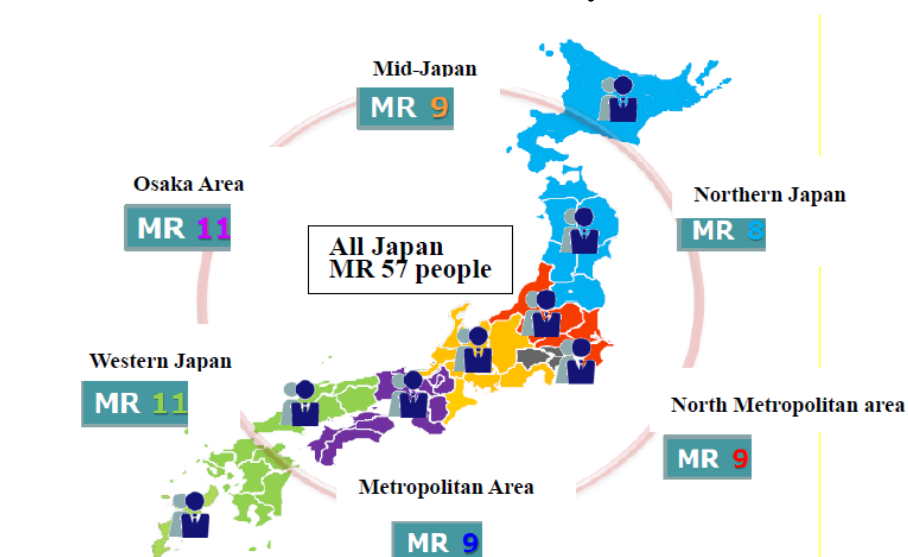 Mid-Japan
MR 9
Osaka Area
MR 11
Northern Japan
MR 8
All Japan
MR 57 people
Western Japan
MR 11
North Metropolitan area
MR 9
Metropolitan Area
MR 9